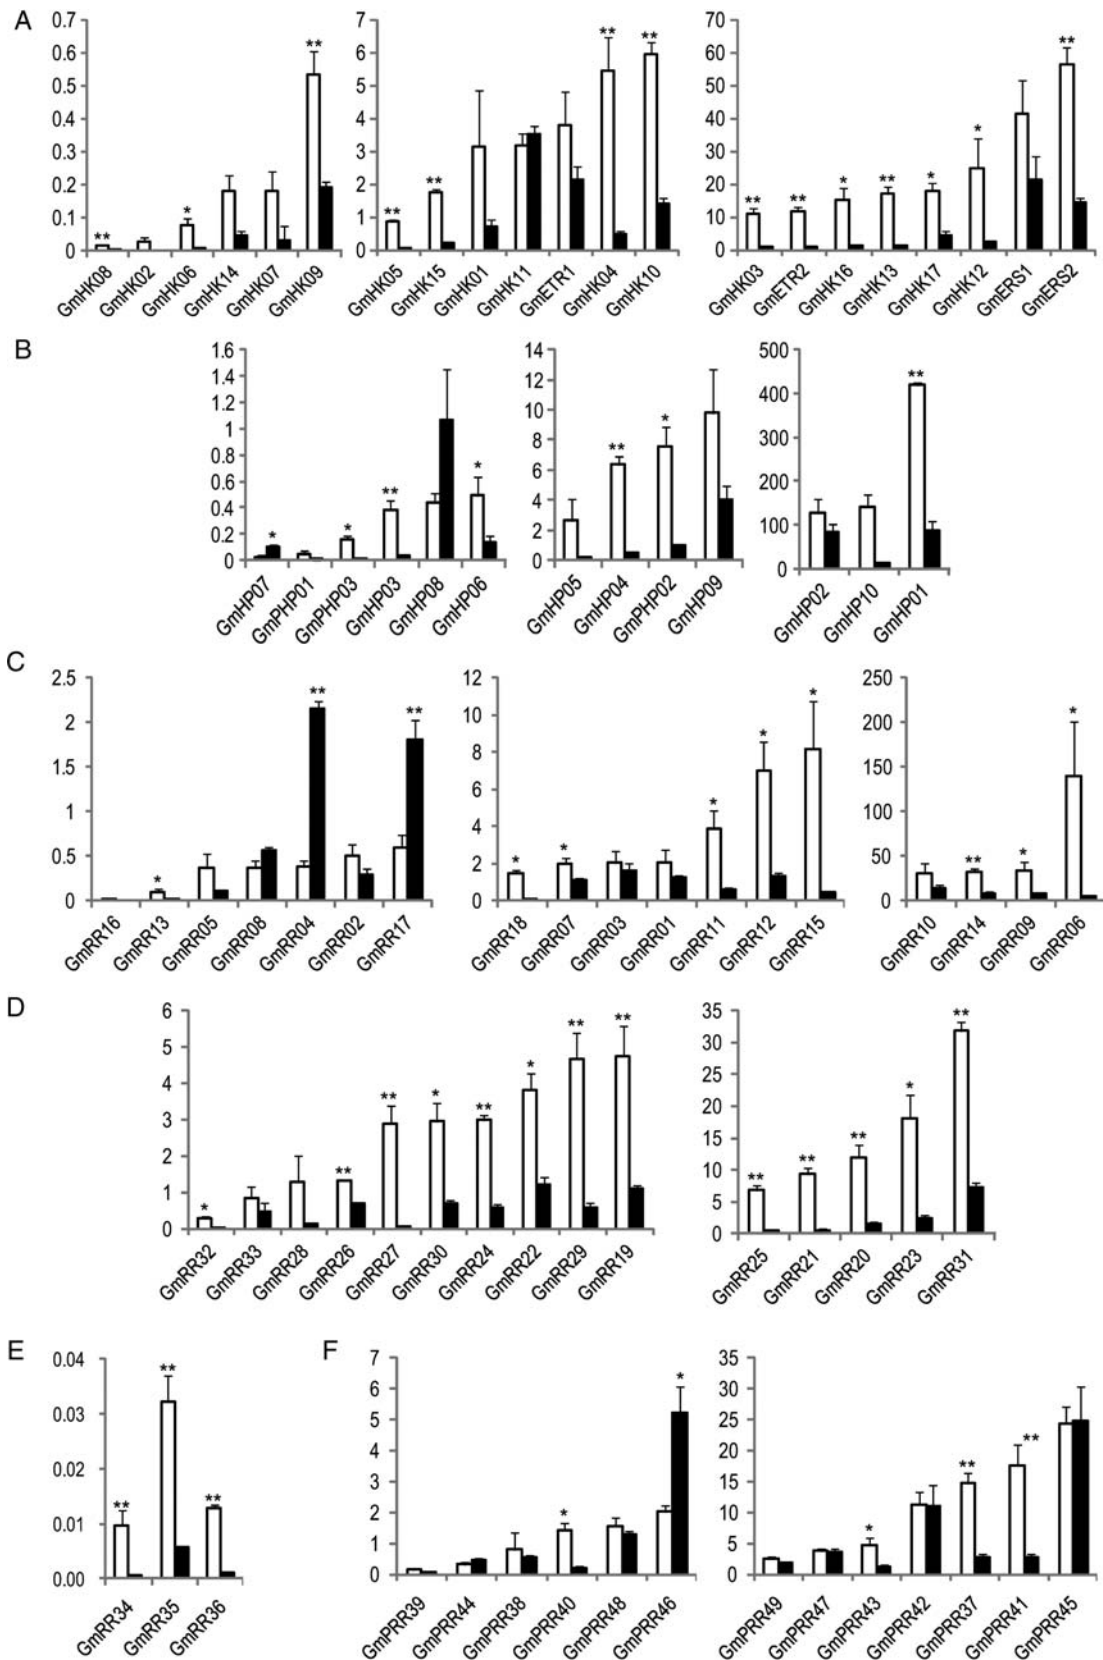 A
0.7 0.6 0.5 0.4 0.3 0.2 0.1 0
** * **
GmHK08 GmHK02 GmHK06 GmHK14 GmHK07 GmHK09
7 6 5 4 3 2 1 0
** ** ** **
GmHK05 GmHK15 GmHK01 GmHK11 GmETR1 GmHK04 GmHK10
70 60 50 40 30 20 10 0
** ** * ** * * **
GmHK03 GmETR2 GmHK16 GmHK13 GmHK17 GmHK12 GmERS1 GmERS2
B
1.6 1.4 1.2 1 0.8 0.6 0.4 0.2 0
* * ** *
GmHP07 GmPHP01 GmPHP03 GmHP03 GmHP08 GmHP06
14 12 10 8 6 4 2 0
** *
GmHP05 GmHP04 GmPHP02 GmHP09
500 400 300 200 100 0
**
GmHP02 GmHP10 GmHP01
C
2.5 2 1.5 1 0.5 0
* ** **
GmRR16 GmRR13 GmRR05 GmRR08 GmRR04 GmRR02 GmRR17
12 10 8 6 4 2 0
* * * * *
GmRR18 GmRR07 GmRR03 GmRR01 GmRR11 GmRR12 GmRR15
250 200 150 100 50 0
** * *
GmRR10 GmRR14 GmRR09 GmRR06
D
6 5 4 3 2 1 0
* ** ** * ** * ** **
GmRR32 GmRR33 GmRR28 GmRR26 GmRR27 GmRR30 GmRR24 GmRR22 GmRR29 GmRR19
35 30 25 20 15 10 5 0
** ** ** * **
GmRR25 GmRR21 GmRR20 GmRR23 GmRR31
E
0.04 0.03 0.02 0.01 0.00
** ** **
GmRR34 GmRR35 GmRR36
F
7 6 5 4 3 2 1 0
* *
GmPRR39 GmPRR44 GmPRR38 GmPRR40 GmPRR48 GmPRR46
35 30 25 20 15 10 5 0
* ** **
GmPRR49 GmPRR47 GmPRR43 GmPRR42 GmPRR37 GmPRR41 GmPRR45